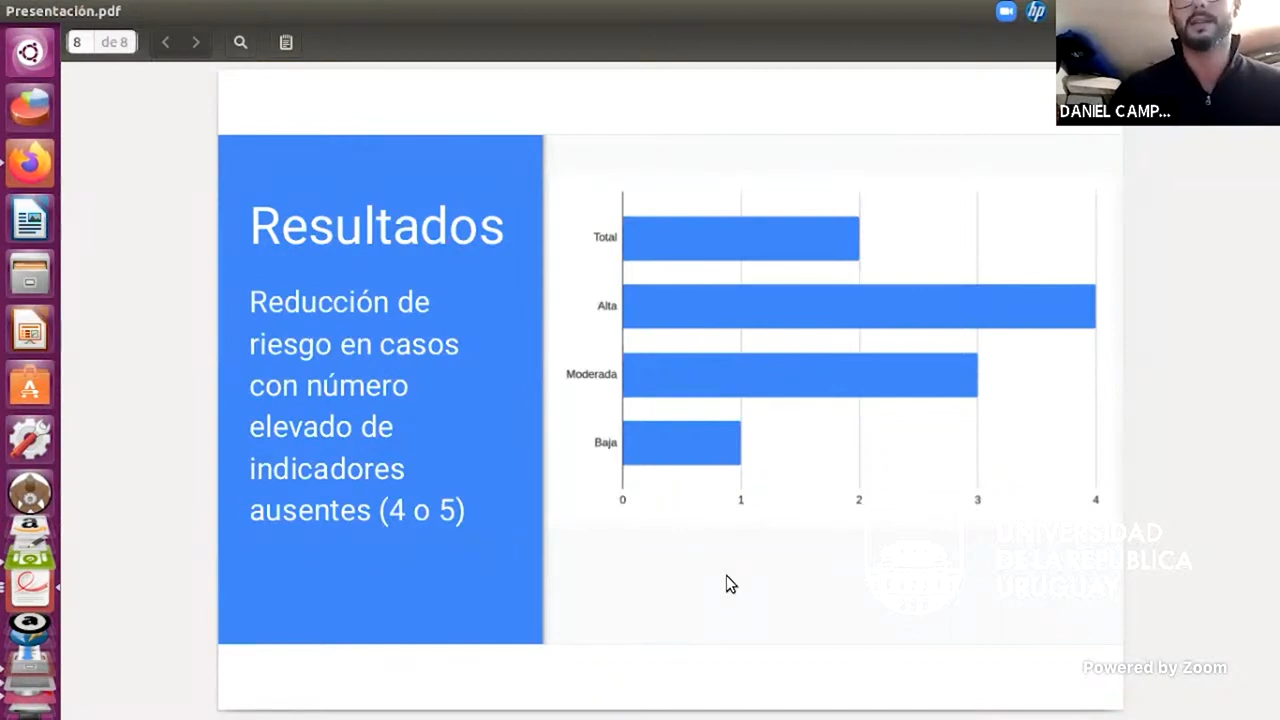 Presentación.pdf
8 de 8
DANIEL CAMP...
Resultados
Reducción de
riesgo en casos
con número
elevado de
indicadores
ausentes (4 o 5)
Total
Alta
Moderada
Baja
0 1 2 3 4
UNIVERSIDAD
DE LA REPÚBLICA
URUGUAY
Powered by Zoom